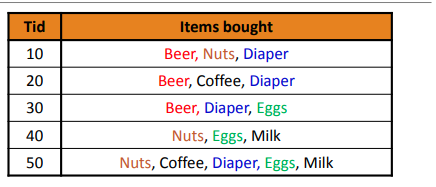 Tid Items bought
10 Beer, Nuts, Diaper
20 Beer, Coffee, Diaper
30 Beer, Diaper, Eggs
40 Nuts, Eggs, Milk
50 Nuts, Coffee, Diaper, Eggs, Milk